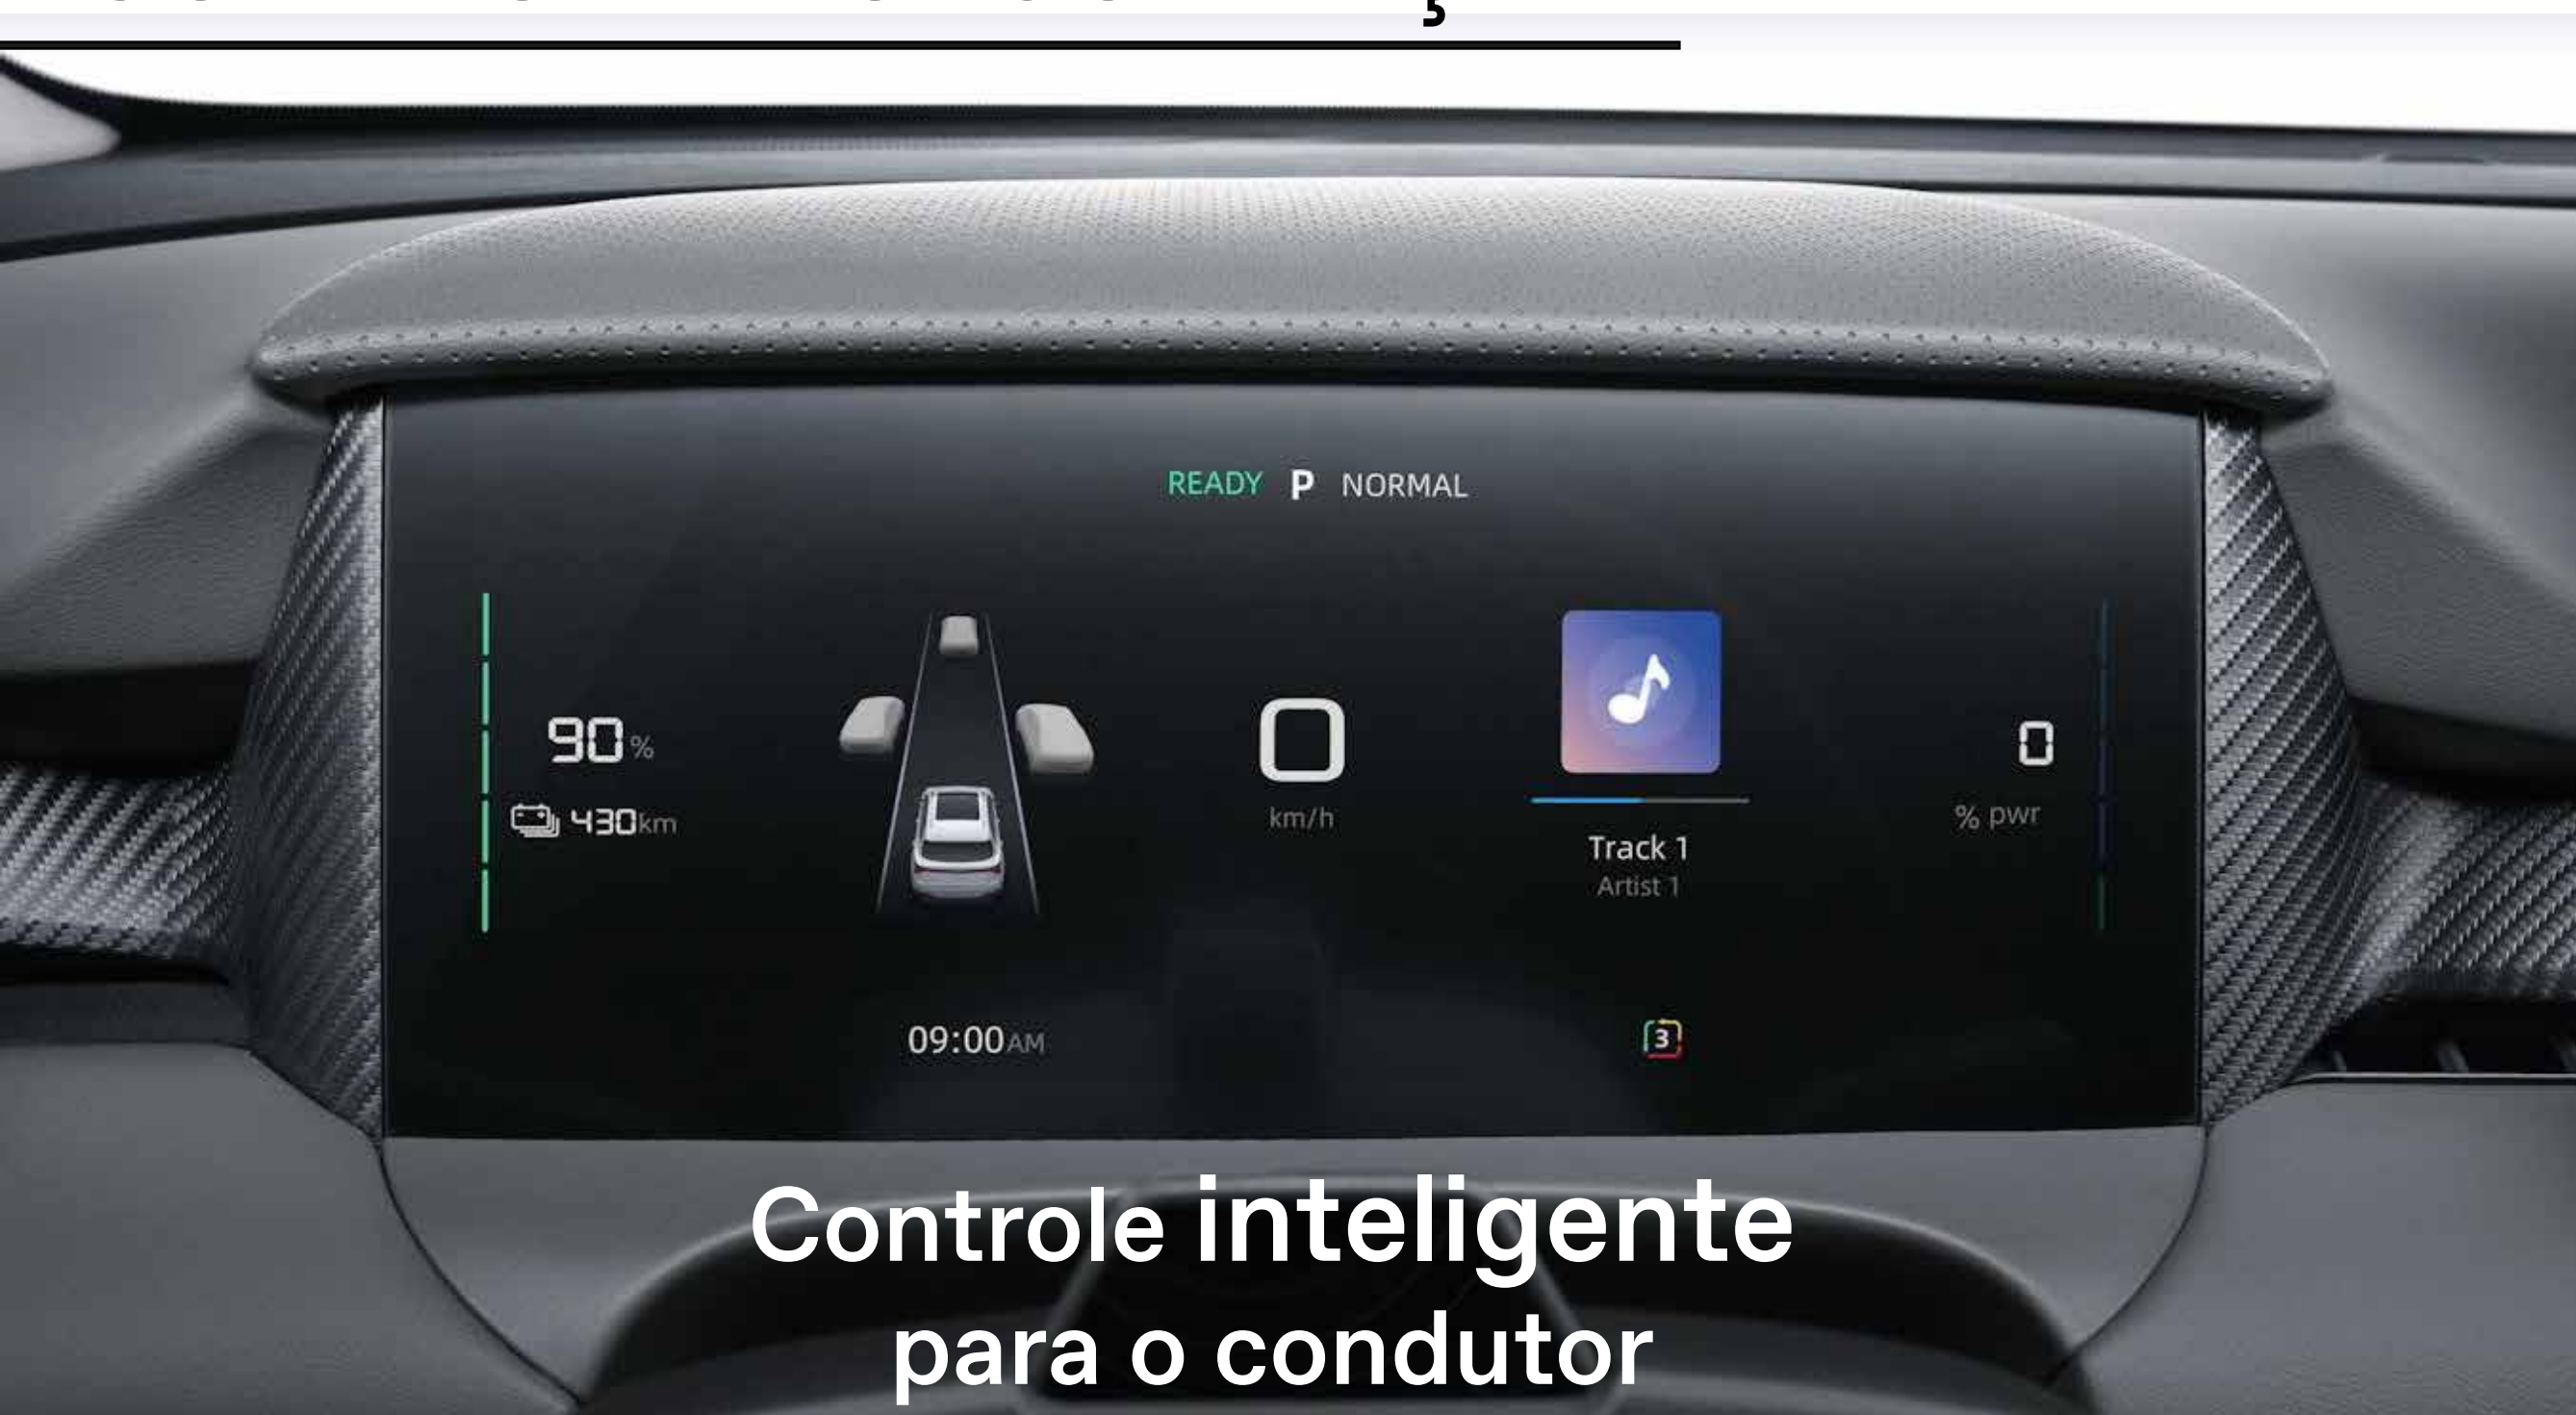 READY P NORMAL
90%
430km
0
km/h
Track 1
Artist 1
0
% pwr
09:00AM
3
Controle inteligente
para o condutor